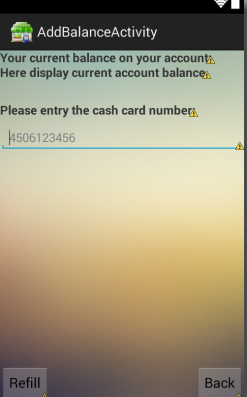 AddBalanceActivity
Your current balance on your account
Here display current account balance
Please entry the cash card number
4506123456
Refill Back